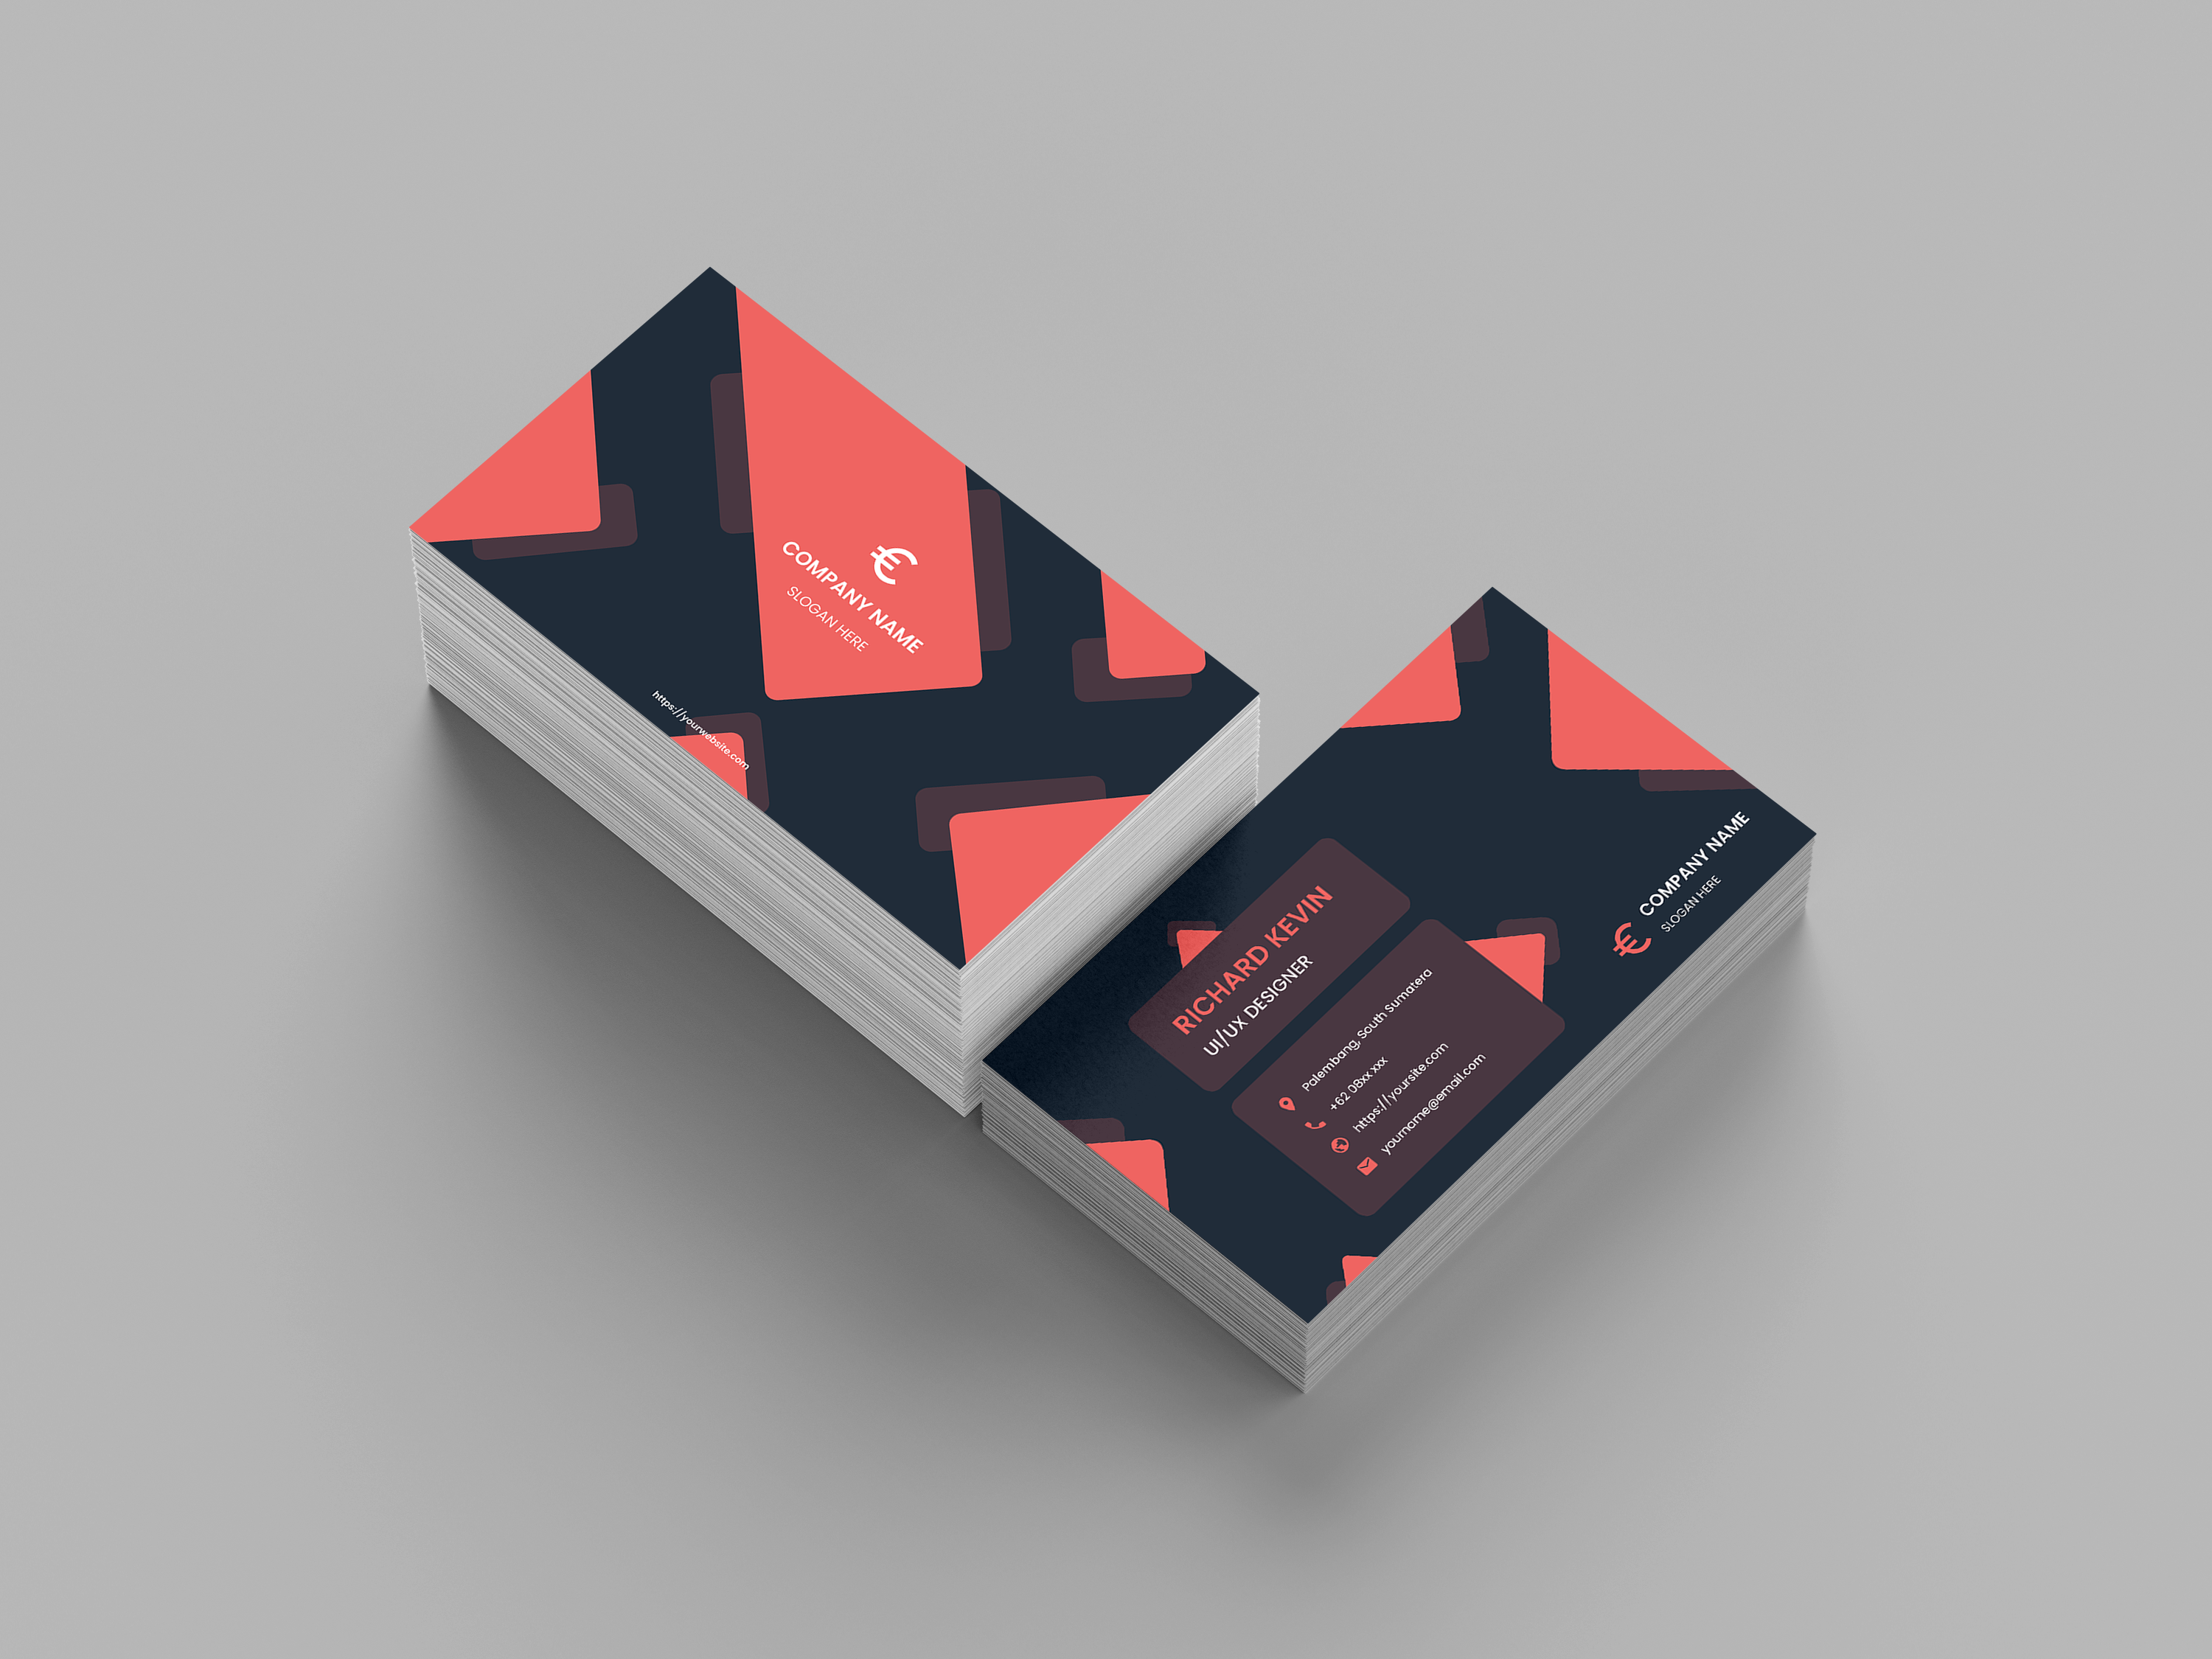 COMPANY NAME
SLOGAN HERE
https://yourwebsite.com
RICHARD KEVIN
UI/UX DESIGNER
Palembang, South Sumatera
+62 08xx xxx
https://yoursite.com
yourname@email.com
COMPANY NAME
SLOGAN HERE